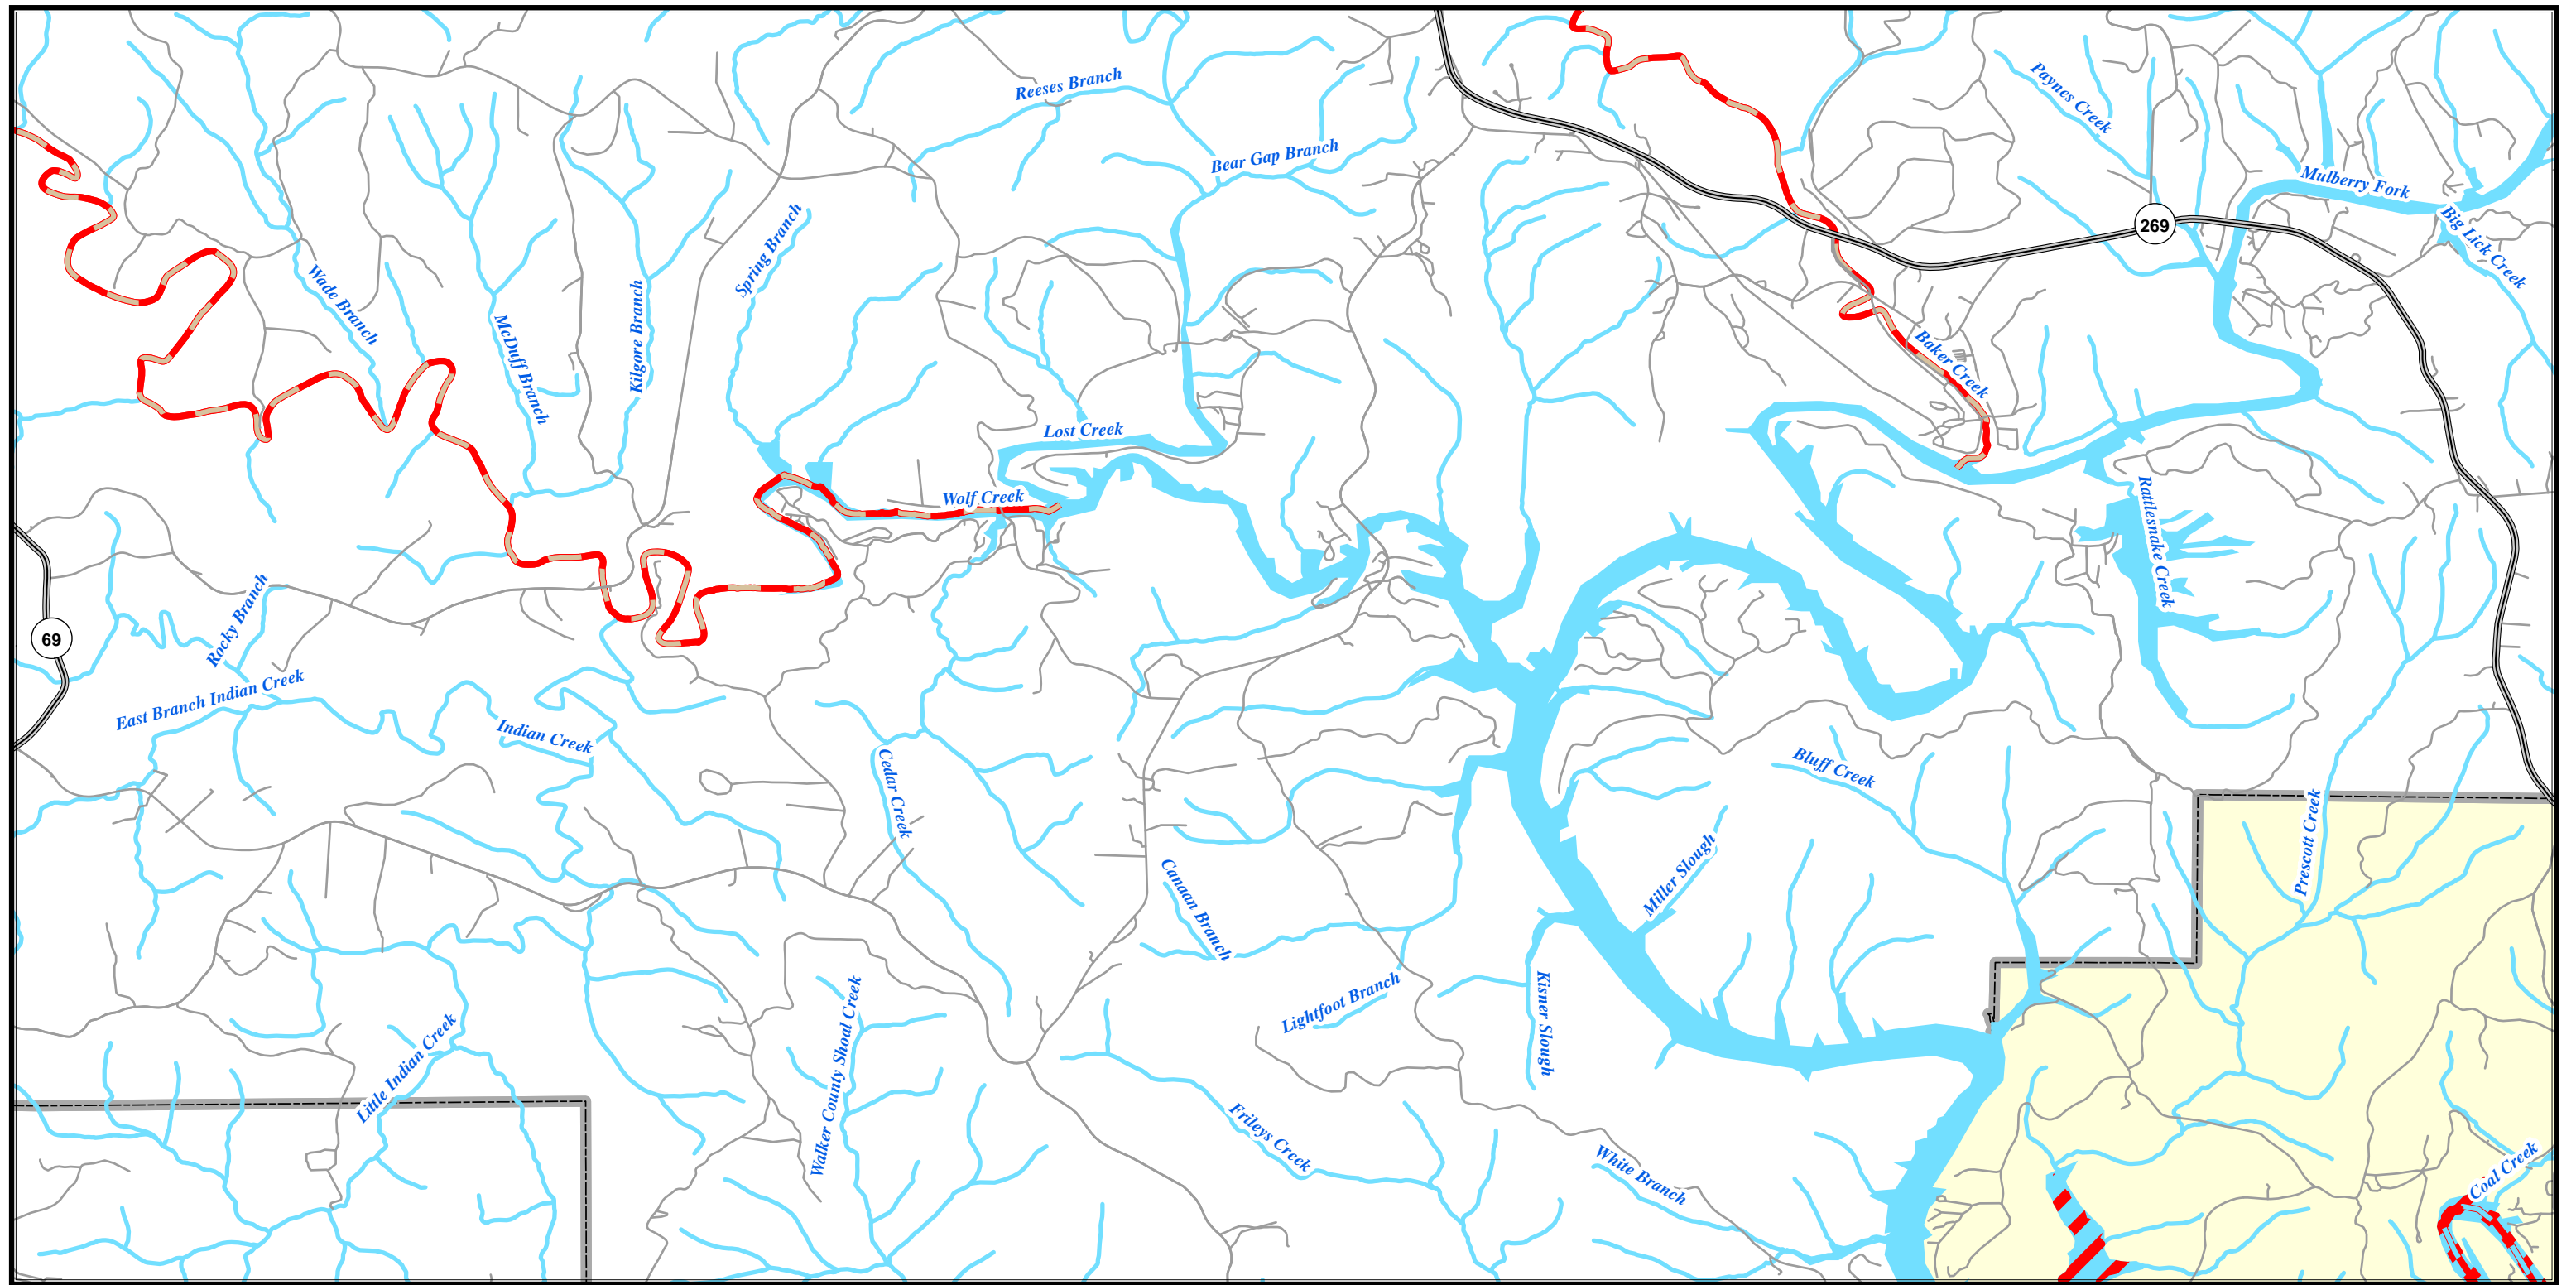 Reeses Branch
Paynes Creek
Bear Gap Branch
Mulberry Fork
269
Big Lick Creek
Spring Branch
Wade Branch
Kilgore Branch
McDuff Branch
Baker Creek
Lost Creek
Wolf Creek
Rattlesnake Creek
69
Rocky Branch
East Branch Indian Creek
Indian Creek
Cedar Creek
Bluff Creek
Prescott Creek
Miller Slough
Canaan Branch
Lightfoot Branch
Kisner Slough
Walker County Shoal Creek
Little Indian Creek
Frileys Creek
White Branch
Coal Creek